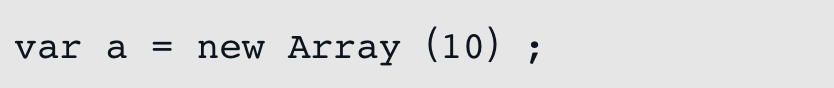 var a = new Array (10) ;